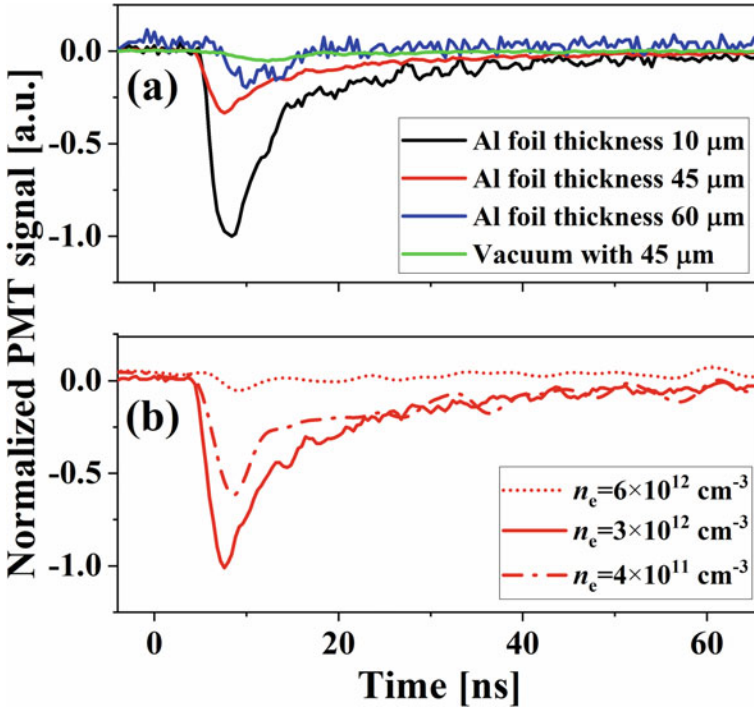 Normalized PMT signal [a.u.]
0.0
-0.5
-1.0
(a)
Al foil thickness 10 μm
Al foil thickness 45 μm
Al foil thickness 60 μm
Vacuum with 45 μm
0.0
-0.5
-1.0
(b)
nₑ=6×10¹² cm⁻³
nₑ=3×10¹² cm⁻³
nₑ=4×10¹¹ cm⁻³
0 20 40 60
Time [ns]